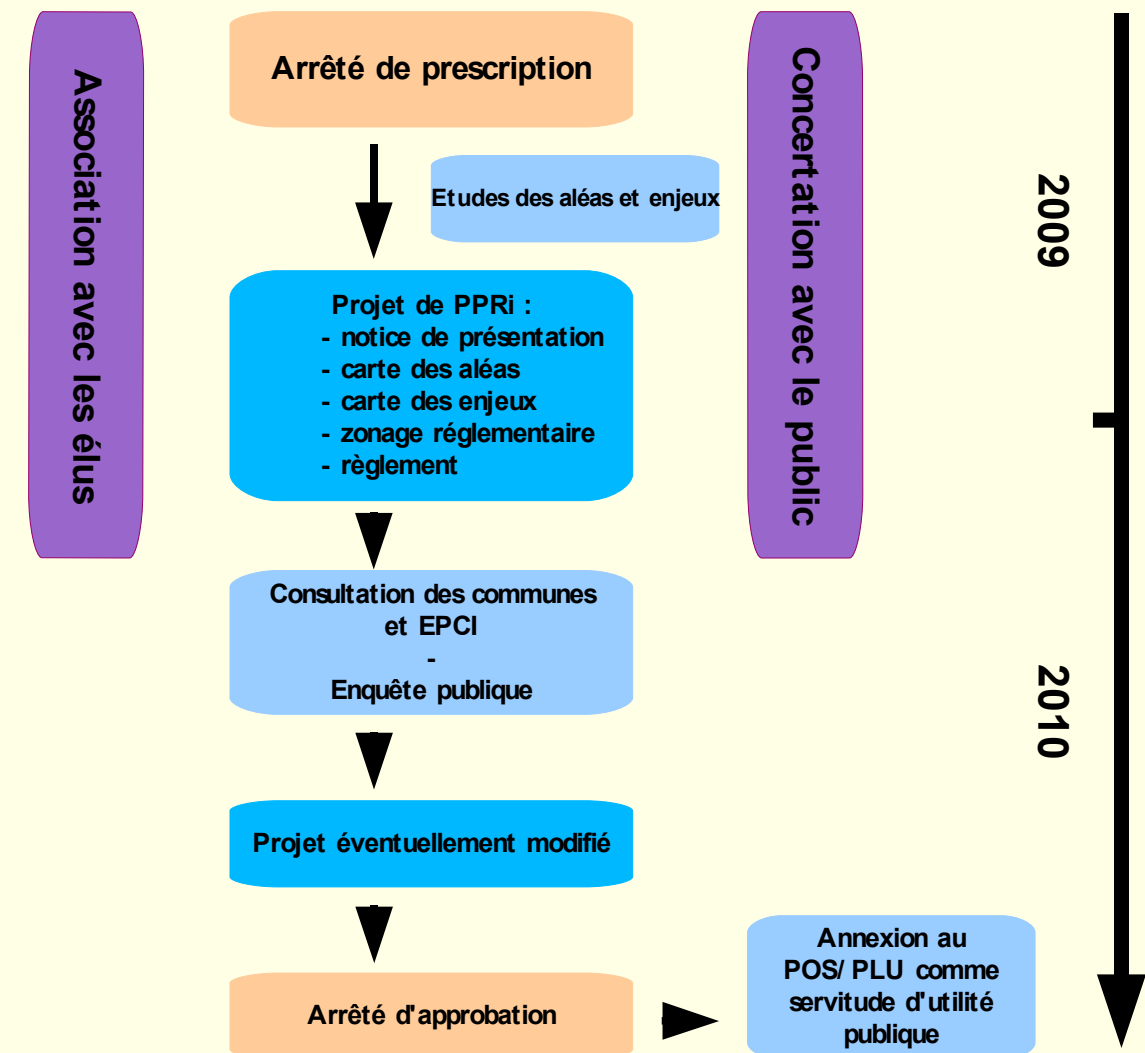 Association avec les élus
Arrêté de prescription
Concertation avec le public
2009
Etudes des aléas et enjeux
Projet de PPRi :
- notice de présentation
- carte des aléas
- carte des enjeux
- zonage réglementaire
- règlement
Consultation des communes
et EPCI
-
Enquête publique
2010
Projet éventuellement modifié
Arrêté d'approbation
Annexion au
POS/ PLU comme
servitude d'utilité
publique